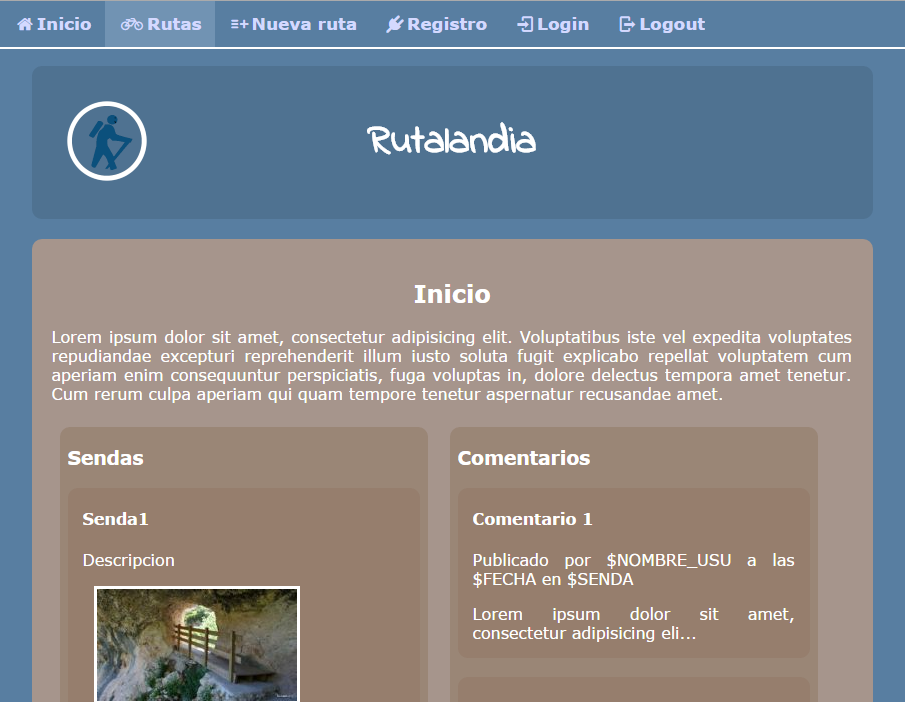 Inicio Rutas Nueva ruta Registro Login Logout
Rutalandia
Inicio
Lorem ipsum dolor sit amet, consectetur adipisicing elit. Voluptatibus iste vel expedita voluptates
repudiandae excepturi reprehenderit illum iusto soluta fugit explicabo repellat voluptatem cum
aperiam enim consequuntur perspiciatis, fuga voluptas in, dolore delectus tempora amet tenetur.
Cum rerum culpa aperiam qui quam tempore tenetur aspernatur recusandae amet.
Sendas
Senda1
Descripcion
Comentarios
Comentario 1
Publicado por $NOMBRE_USU a las
$FECHA en $SENDA
Lorem ipsum dolor sit amet,
consectetur adipisicing eli...